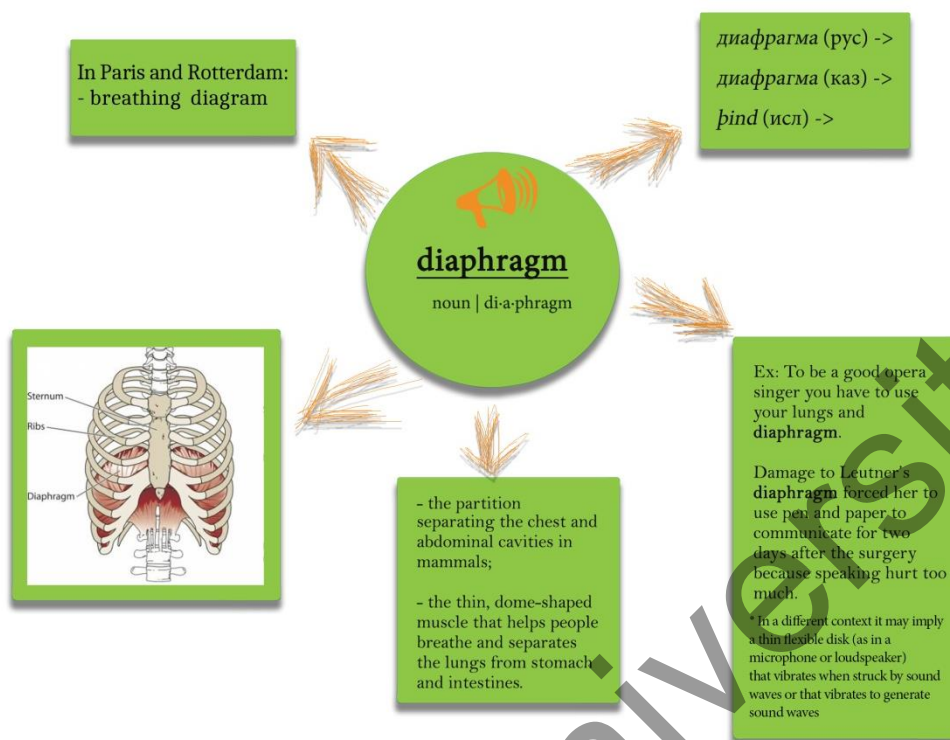 In Paris and Rotterdam:
- breathing diagram
диафрагма (рус) ->
диафрагма (каз) ->
þind (исл) ->
diaphragm
noun | di·a·phragm
Sternum
Ribs
Diaphragm
- the partition
separating the chest and
abdominal cavities in
mammals;
- the thin, dome-shaped
muscle that helps people
breathe and separates
the lungs from stomach
and intestines.
Ex: To be a good opera
singer you have to use
your lungs and
diaphragm.
Damage to Leutner's
diaphragm forced her to
use pen and paper to
communicate for two
days after the surgery
because speaking hurt too
much.
* In a different context it may imply
a thin flexible disk (as in a
microphone or loudspeaker)
that vibrates when struck by sound
waves or that vibrates to generate
sound waves
universit